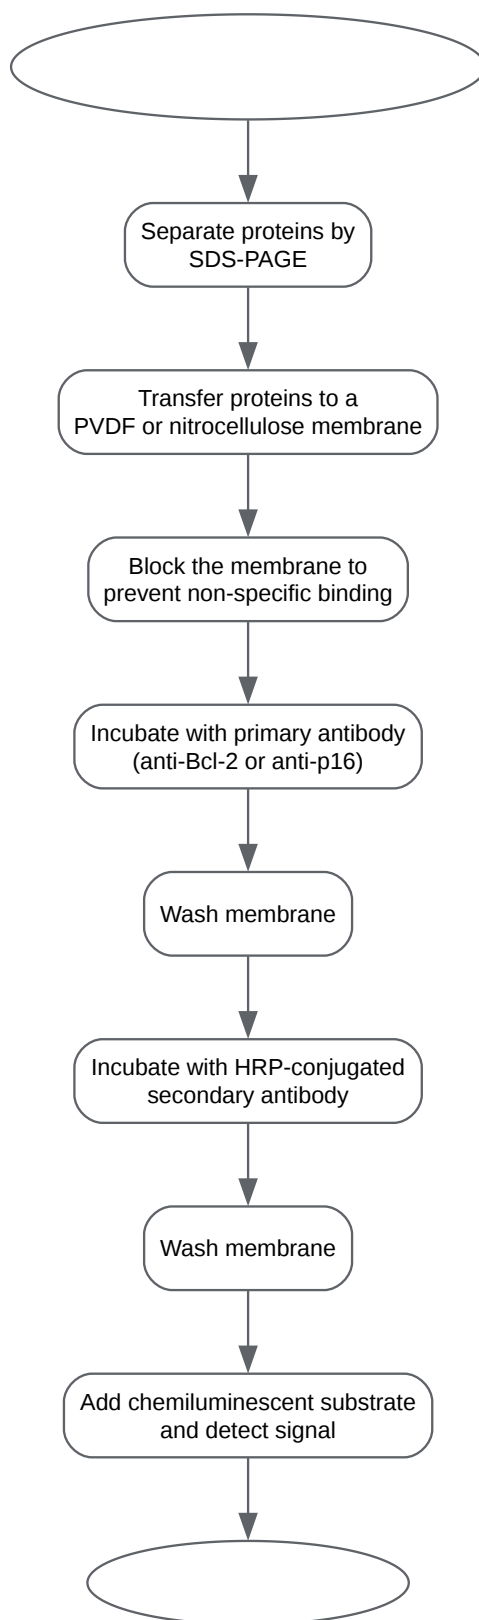 Separate proteins by
SDS-PAGE
Transfer proteins to a
PVDF or nitrocellulose membrane
Block the membrane to
prevent non-specific binding
Incubate with primary antibody
(anti-Bcl-2 or anti-p16)
Wash membrane
Incubate with HRP-conjugated
secondary antibody
Wash membrane
Add chemiluminescent substrate
and detect signal